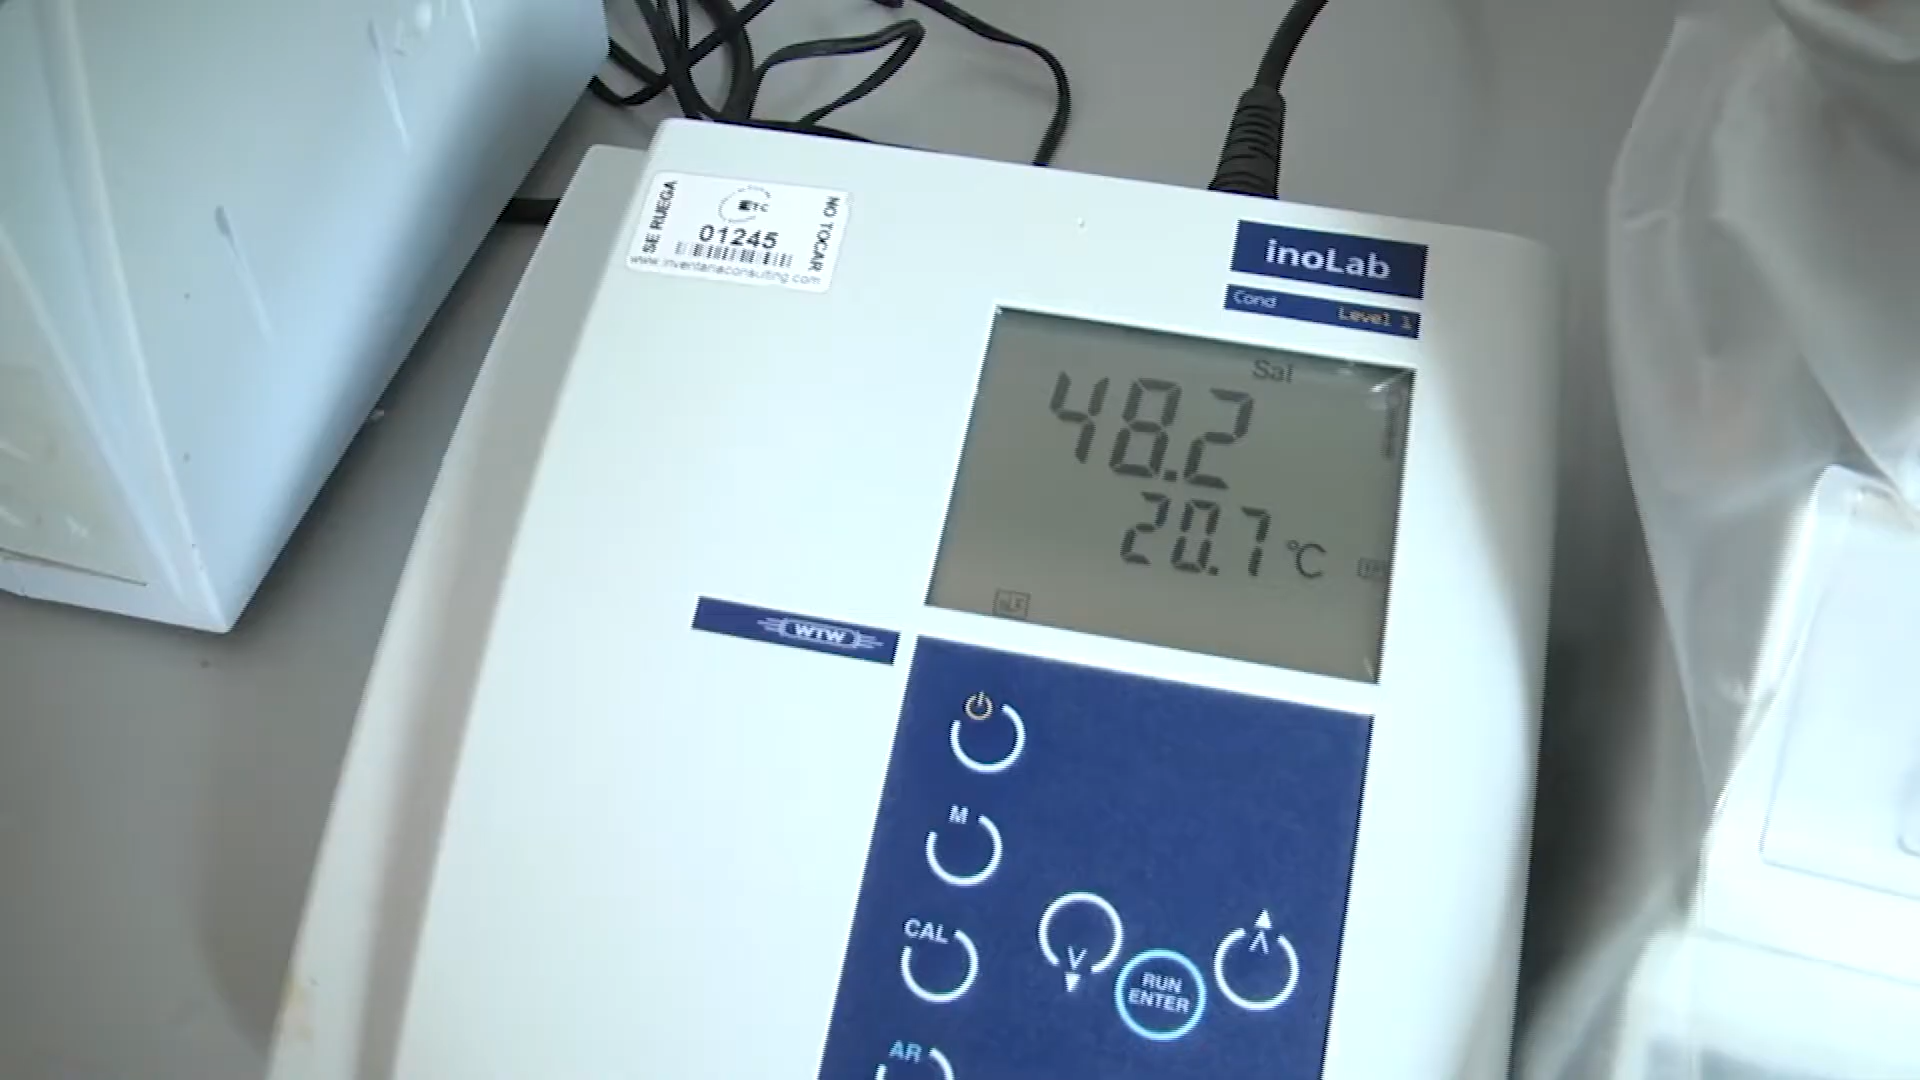 SE RUEGA
NO TOCAR
01245
www.inventariaconsulting.com
inoLab
Cond Level 1
Sal
48.2
20.7 °C
nLF
WTW
M
CAL
RUN
ENTER
AR